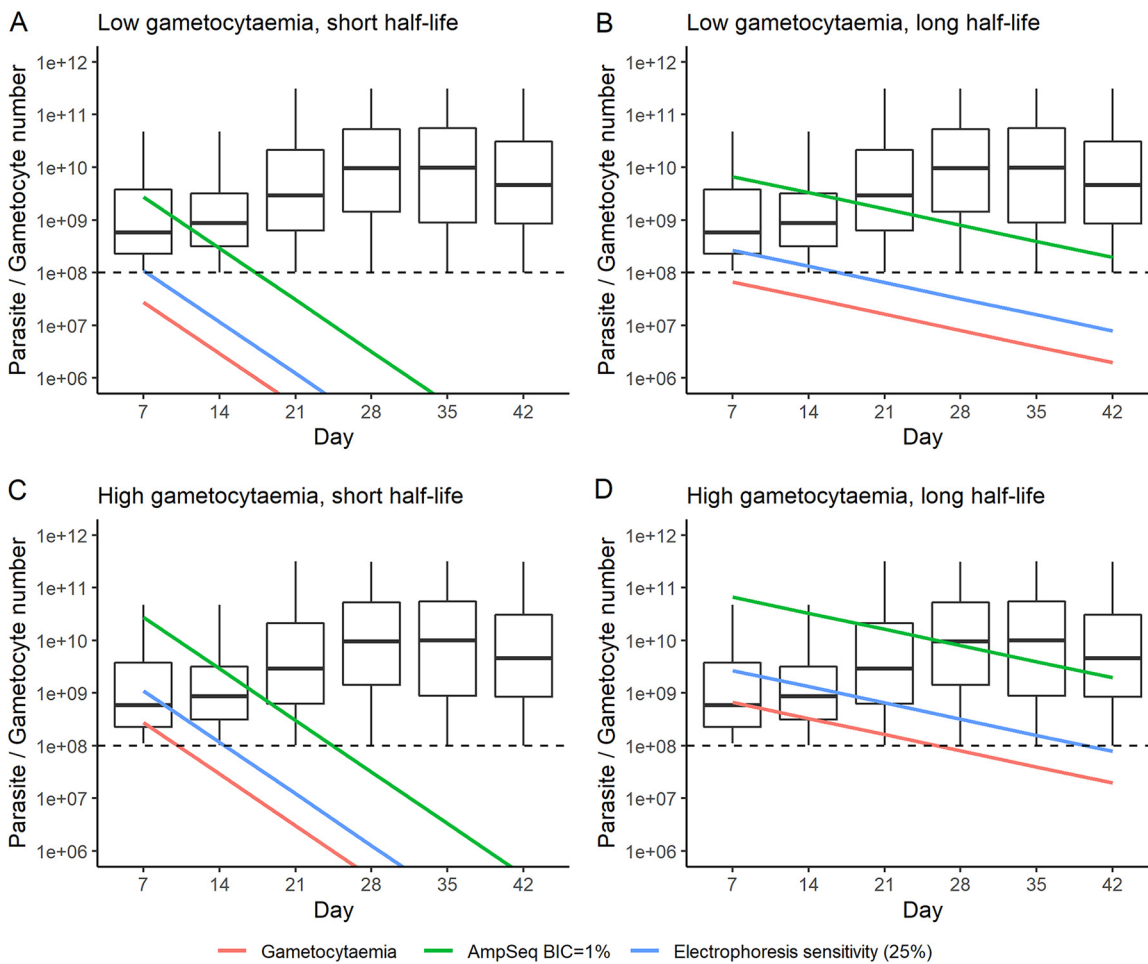 A
Low gametocytaemia, short half-life
Parasite / Gametocyte number
1e+12
1e+11
1e+10
1e+09
1e+08
1e+07
1e+06
7 14 21 28 35 42
Day
B
Low gametocytaemia, long half-life
Parasite / Gametocyte number
1e+12
1e+11
1e+10
1e+09
1e+08
1e+07
1e+06
7 14 21 28 35 42
Day
C
High gametocytaemia, short half-life
Parasite / Gametocyte number
1e+12
1e+11
1e+10
1e+09
1e+08
1e+07
1e+06
7 14 21 28 35 42
Day
D
High gametocytaemia, long half-life
Parasite / Gametocyte number
1e+12
1e+11
1e+10
1e+09
1e+08
1e+07
1e+06
7 14 21 28 35 42
Day
Gametocytaemia AmpSeq BIC=1% Electrophoresis sensitivity (25%)